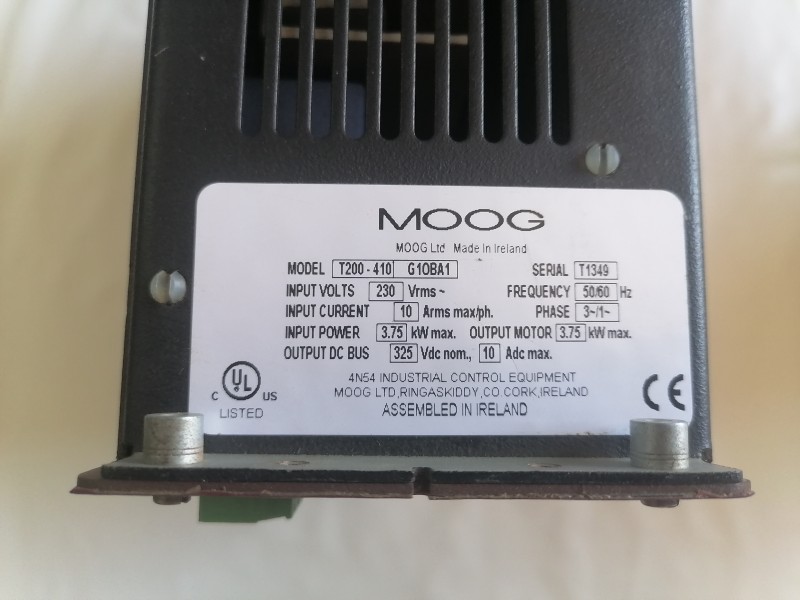 MOOG
MOOG Ltd Made in Ireland
MODEL T200-410 G10BA1 SERIAL T1349
INPUT VOLTS 230 Vrms~ FREQUENCY 50/60 Hz
INPUT CURRENT 10 Arms max/ph. PHASE 3~/1~
INPUT POWER 3.75 kW max. OUTPUT MOTOR 3.75 kW max.
OUTPUT DC BUS 325 Vdc nom., 10 Adc max.
4N54 INDUSTRIAL CONTROL EQUIPMENT
MOOG LTD,RINGASKIDDY,CO.CORK,IRELAND
ASSEMBLED IN IRELAND
C UL US
LISTED
CE